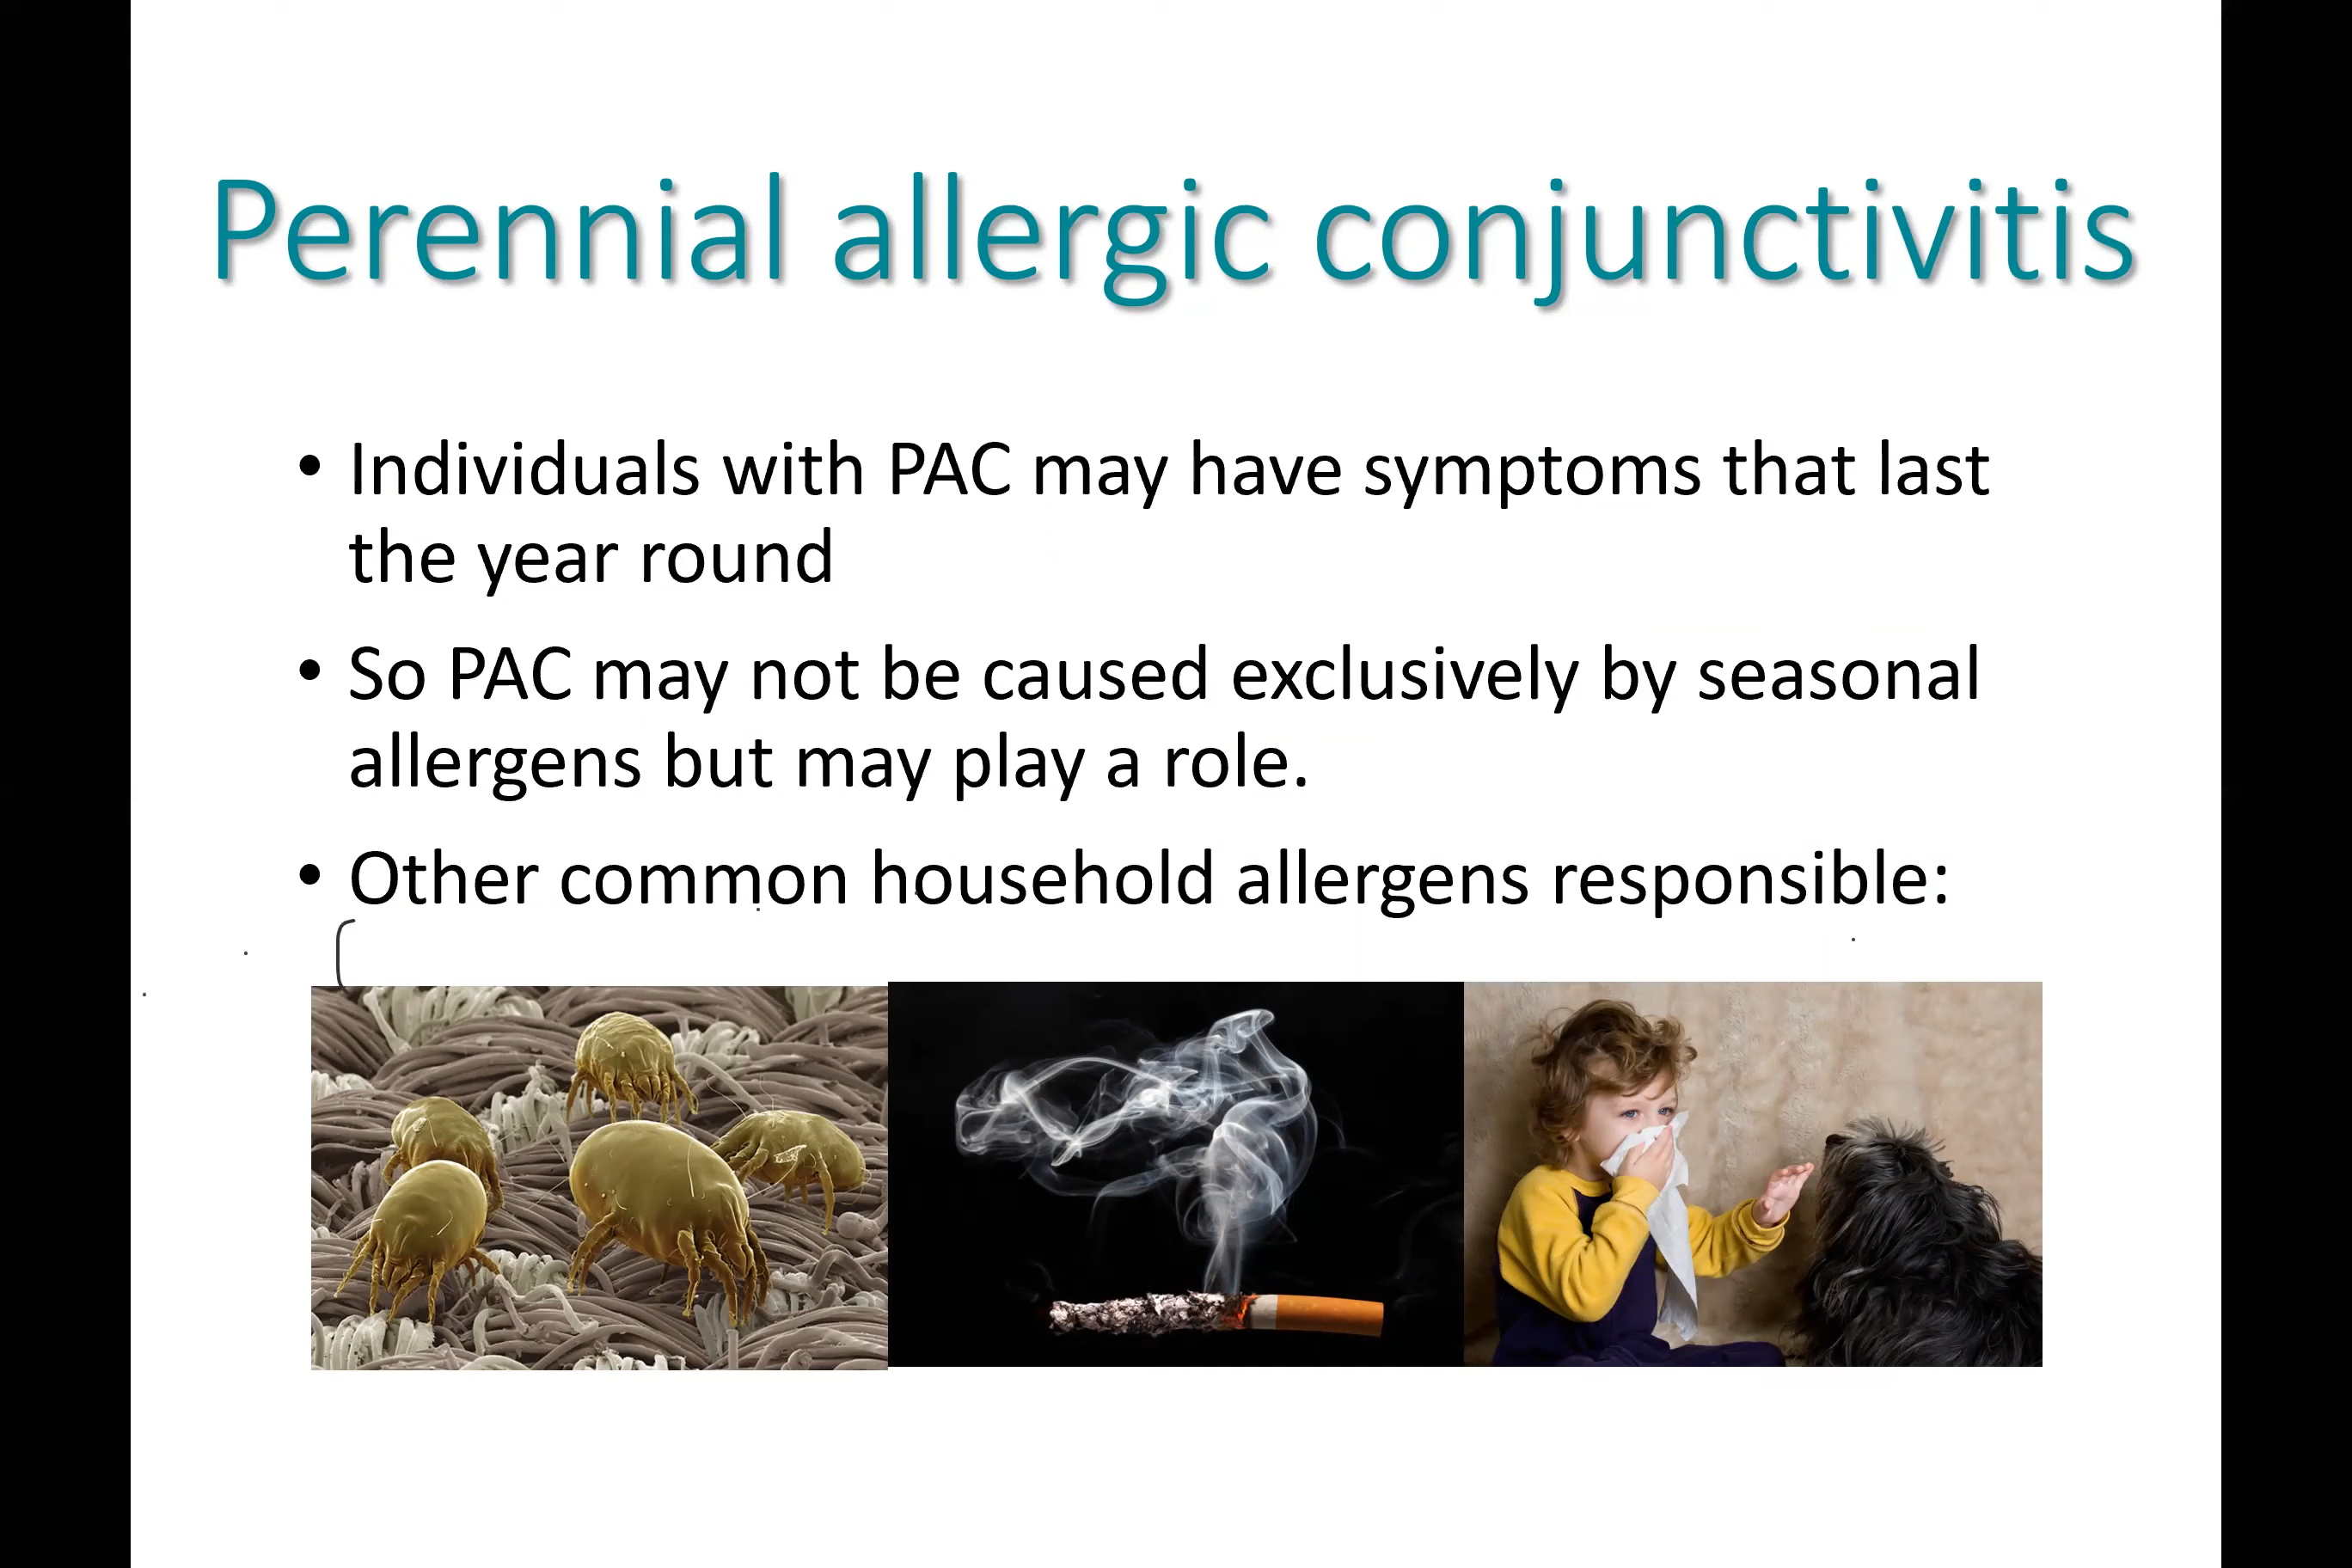 Perennial allergic conjunctivitis
• Individuals with PAC may have symptoms that last
the year round
• So PAC may not be caused exclusively by seasonal
allergens but may play a role.
• Other common household allergens responsible: